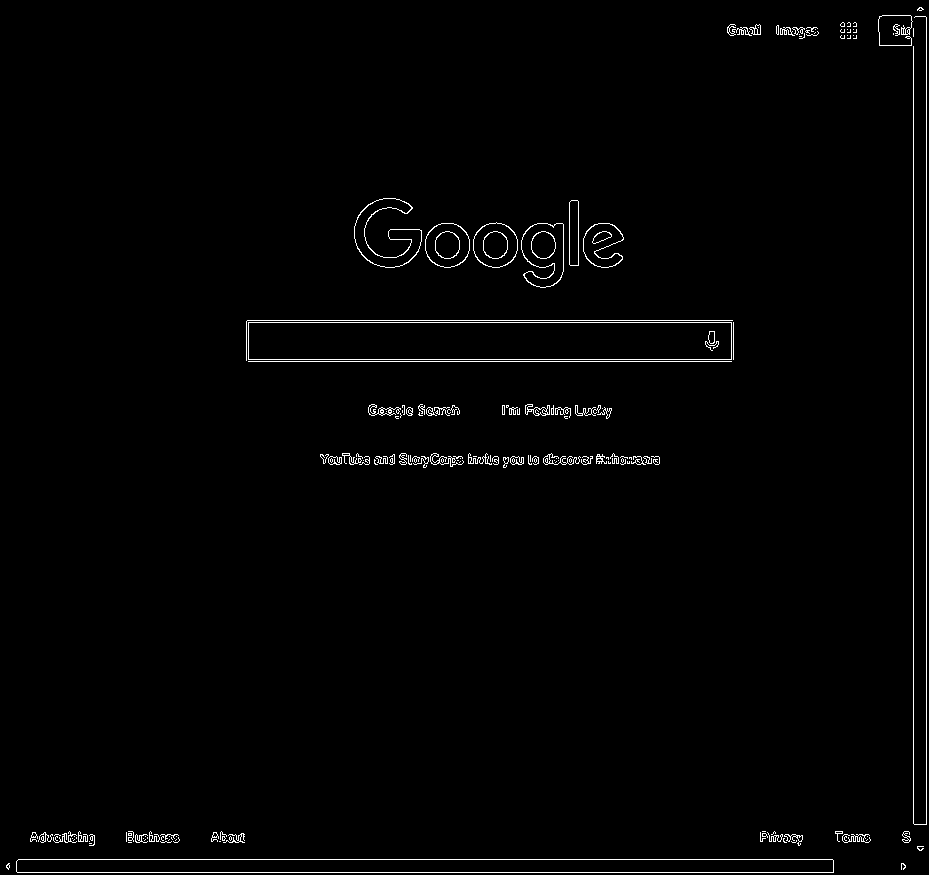 Gmail Images Sig
Google
Google Search I'm Feeling Lucky
YouTube and StoryCorps invite you to discover #whoweare
Advertising Business About Privacy Terms S